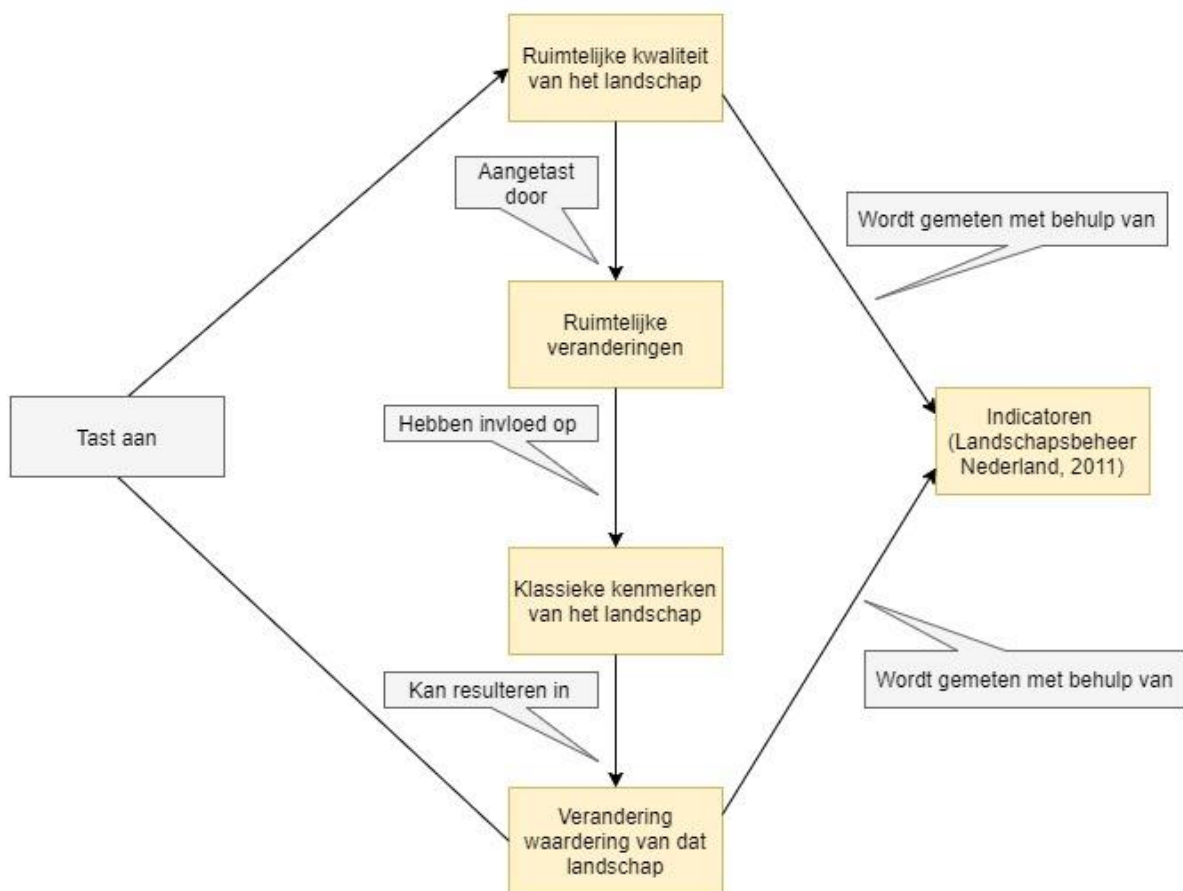 Ruimtelijke kwaliteit
van het landschap
Aangetast
door
Wordt gemeten met behulp van
Ruimtelijke
veranderingen
Tast aan
Hebben invloed op
Indicatoren
(Landschapsbeheer
Nederland, 2011)
Klassieke kenmerken
van het landschap
Kan resulteren in
Wordt gemeten met behulp van
Verandering
waardering van dat
landschap